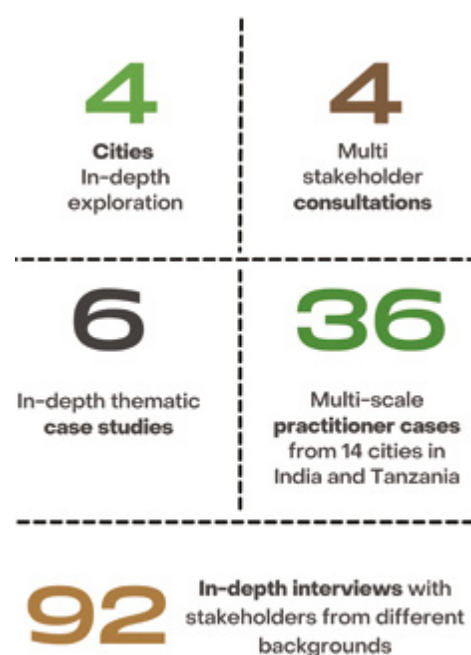 4
Cities
In-depth
exploration
4
Multi
stakeholder
consultations
6
In-depth thematic
case studies
36
Multi-scale
practitioner cases
from 14 cities in
India and Tanzania
92
In-depth interviews with
stakeholders from different
backgrounds